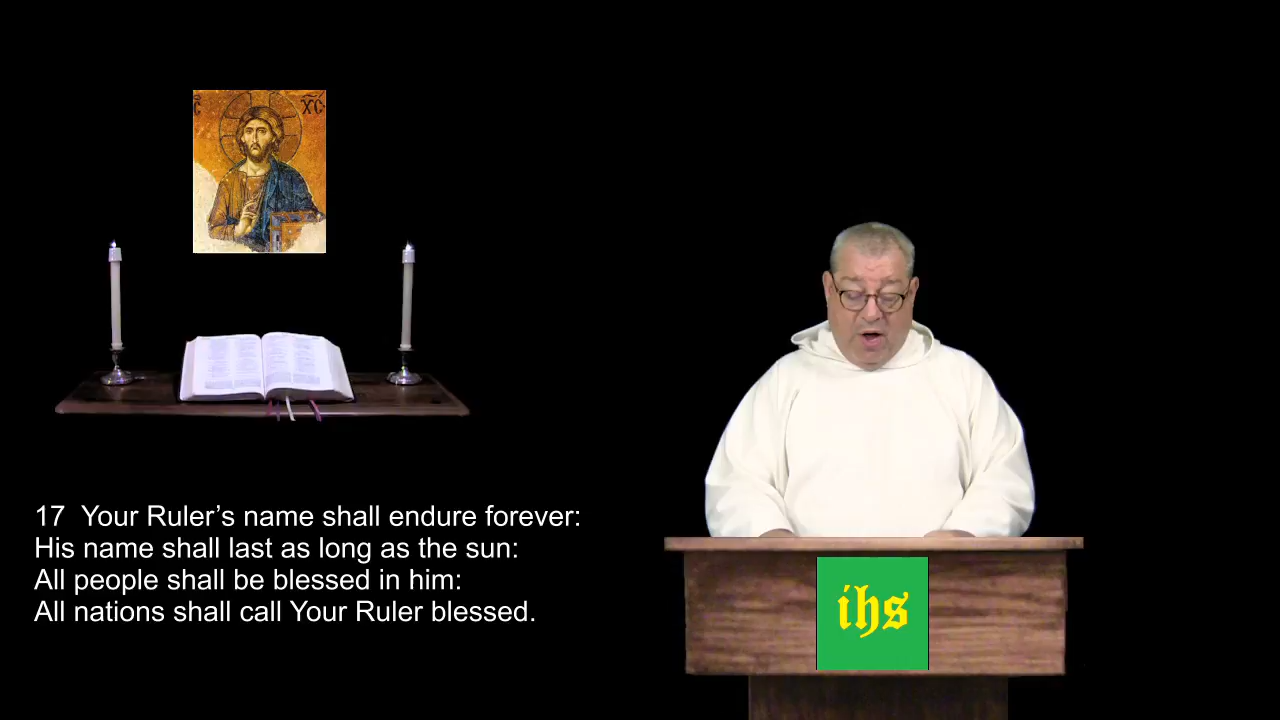 ΧC
17 Your Ruler’s name shall endure forever:
His name shall last as long as the sun:
All people shall be blessed in him:
All nations shall call Your Ruler blessed.
ihs